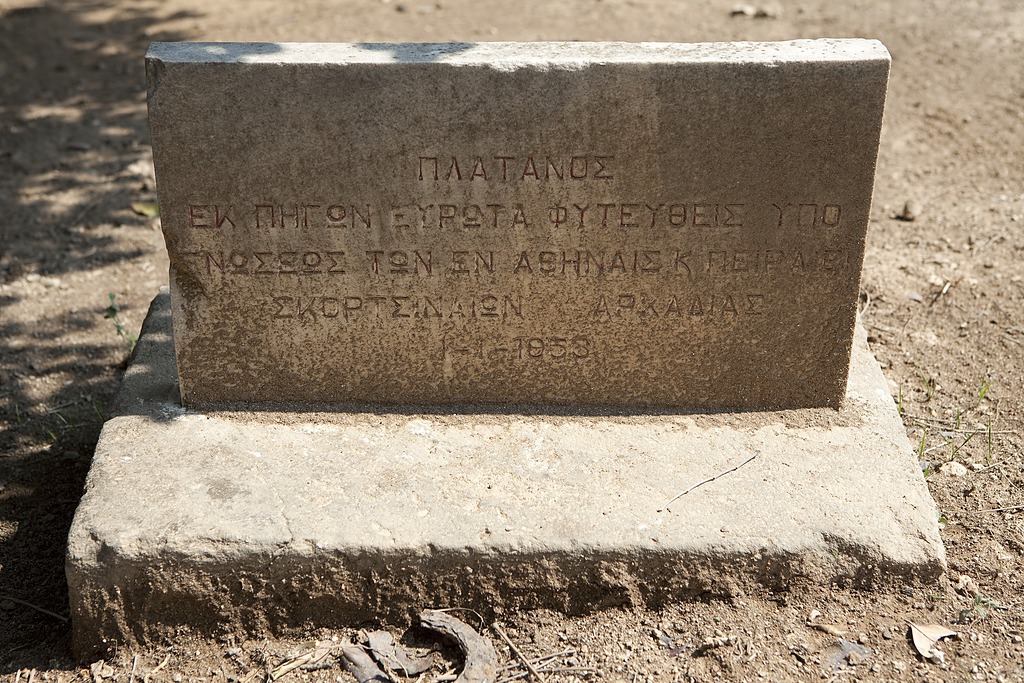 ΠΛΑΤΑΝΟΣ
ΕΚ ΠΗΓΩΝ ΕΥΡΩΤΑ ΦΥΤΕΥΘΕΙΣ ΥΠΟ
ΕΝΩΣΕΩΣ ΤΩΝ ΕΝ ΑΘΗΝΑΙΣ Κ ΠΕΙΡΑΙΕΙ
ΣΚΟΡΤΣΙΝΑΙΩΝ ΑΡΚΑΔΙΑΣ
1-1-1953